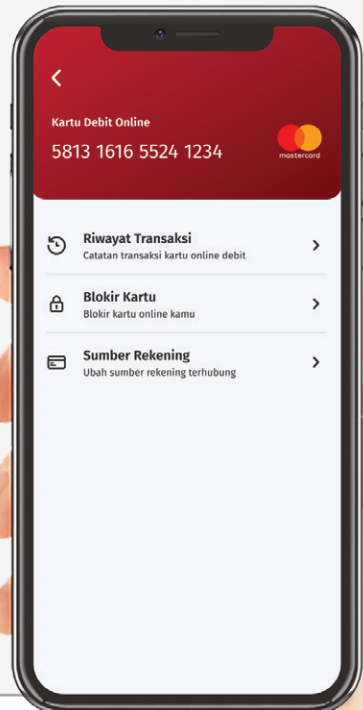 Kartu Debit Online
5813 1616 5524 1234
mastercard
Riwayat Transaksi
Catatan transaksi kartu online debit
Blokir Kartu
Blokir kartu online kamu
Sumber Rekening
Ubah sumber rekening terhubung